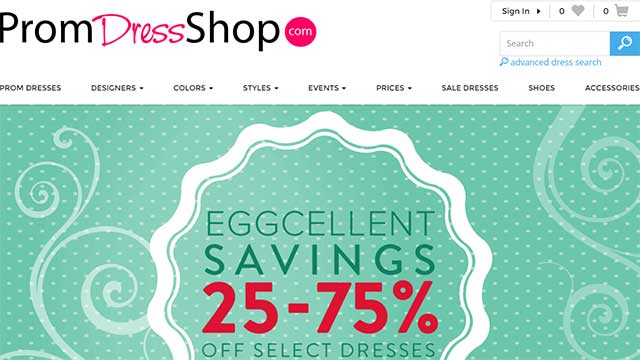 PromDressShop.com
Sign In 0 0
Search
advanced dress search
PROM DRESSES DESIGNERS COLORS STYLES EVENTS PRICES SALE DRESSES SHOES ACCESSORIES
EGGCELLENT
SAVINGS
25-75%
OFF SELECT DRESSES